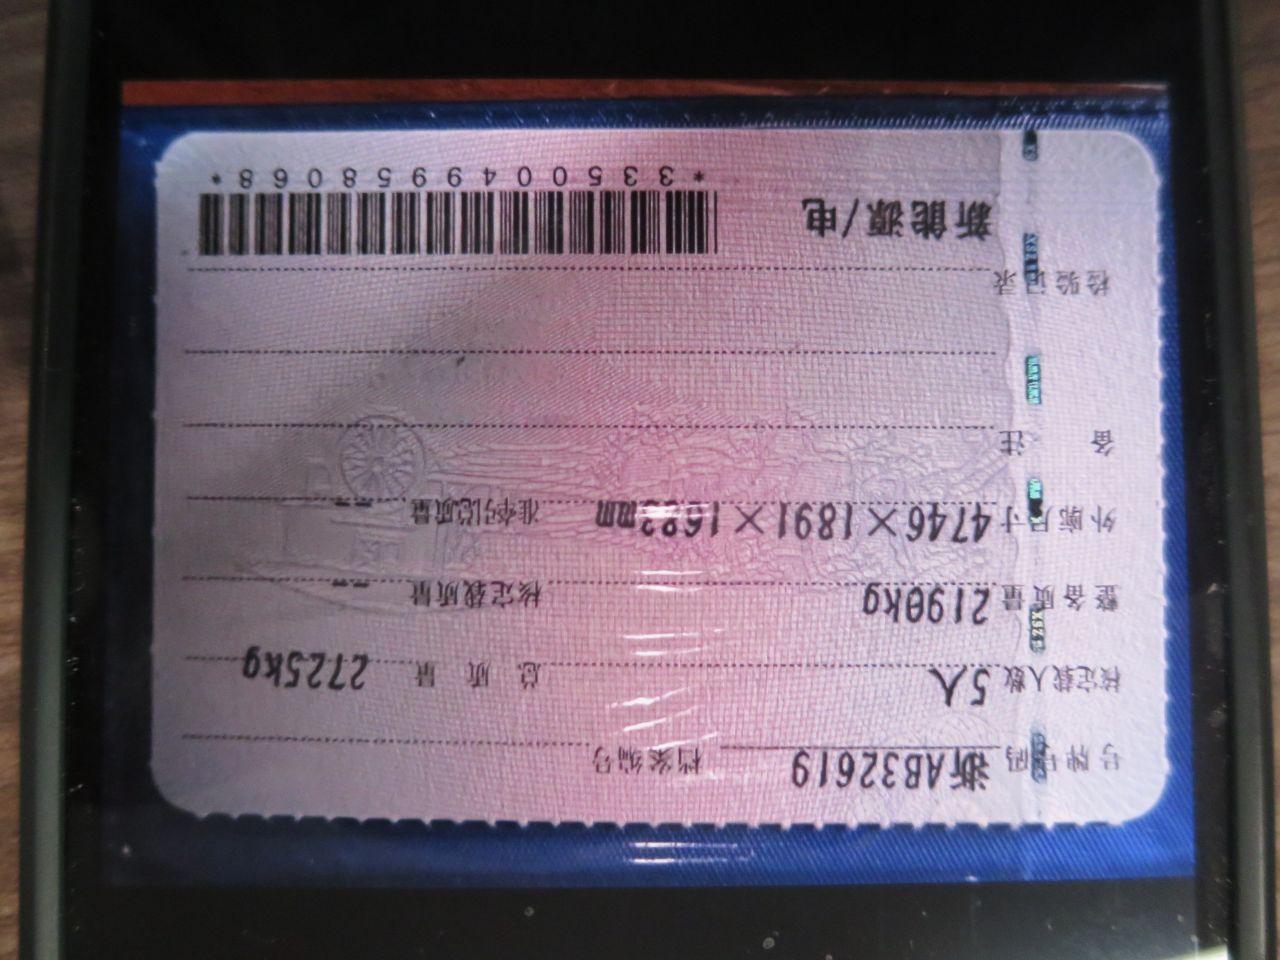 号牌号码 浙AB32619 档案编号
核定载人数 5人 总质量 2725kg
整备质量 2190kg 核定载质量 --
外廓尺寸 4746×1891×1683mm 准牵引总质量 --
备注
检验记录
新能源/电
*3350049958068*